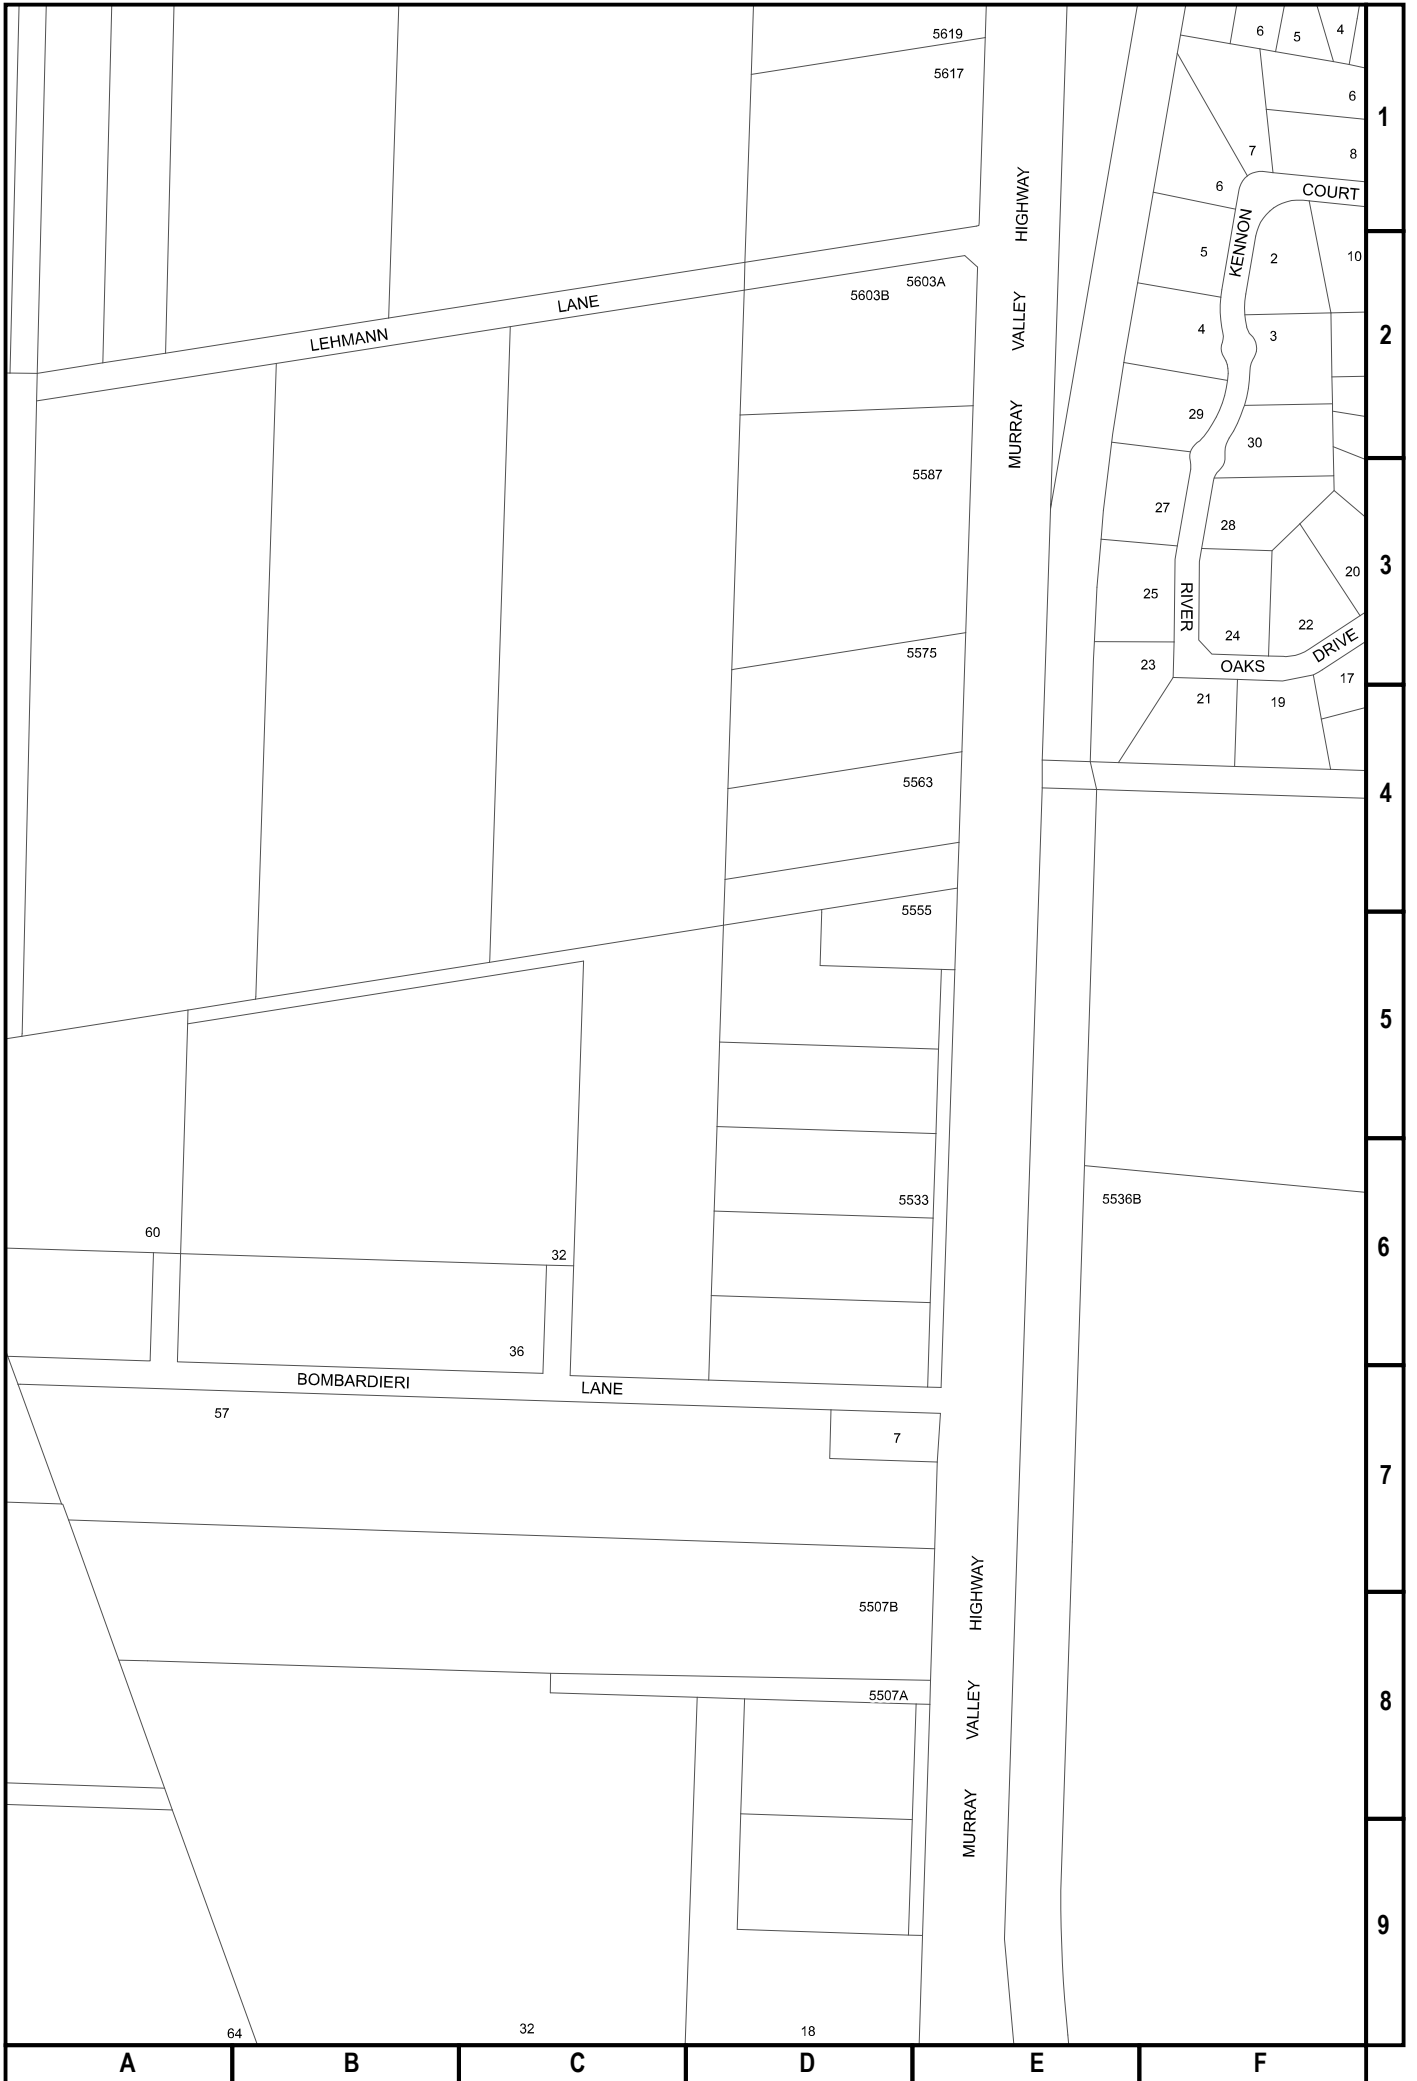 5619
6
5
4
5617
6
1
7
8
6
COURT
HIGHWAY
KENNON
5
2
10
5603A
5603B
LANE
VALLEY
4
3
2
LEHMANN
29
MURRAY
30
5587
27
28
3
20
25
RIVER
22
24
DRIVE
5575
23
OAKS
17
21
19
5563
4
5555
5
5533
5536B
60
6
32
36
BOMBARDIERI
LANE
57
7
7
HIGHWAY
5507B
5507A
VALLEY
8
MURRAY
9
64
32
18
A
B
C
D
E
F